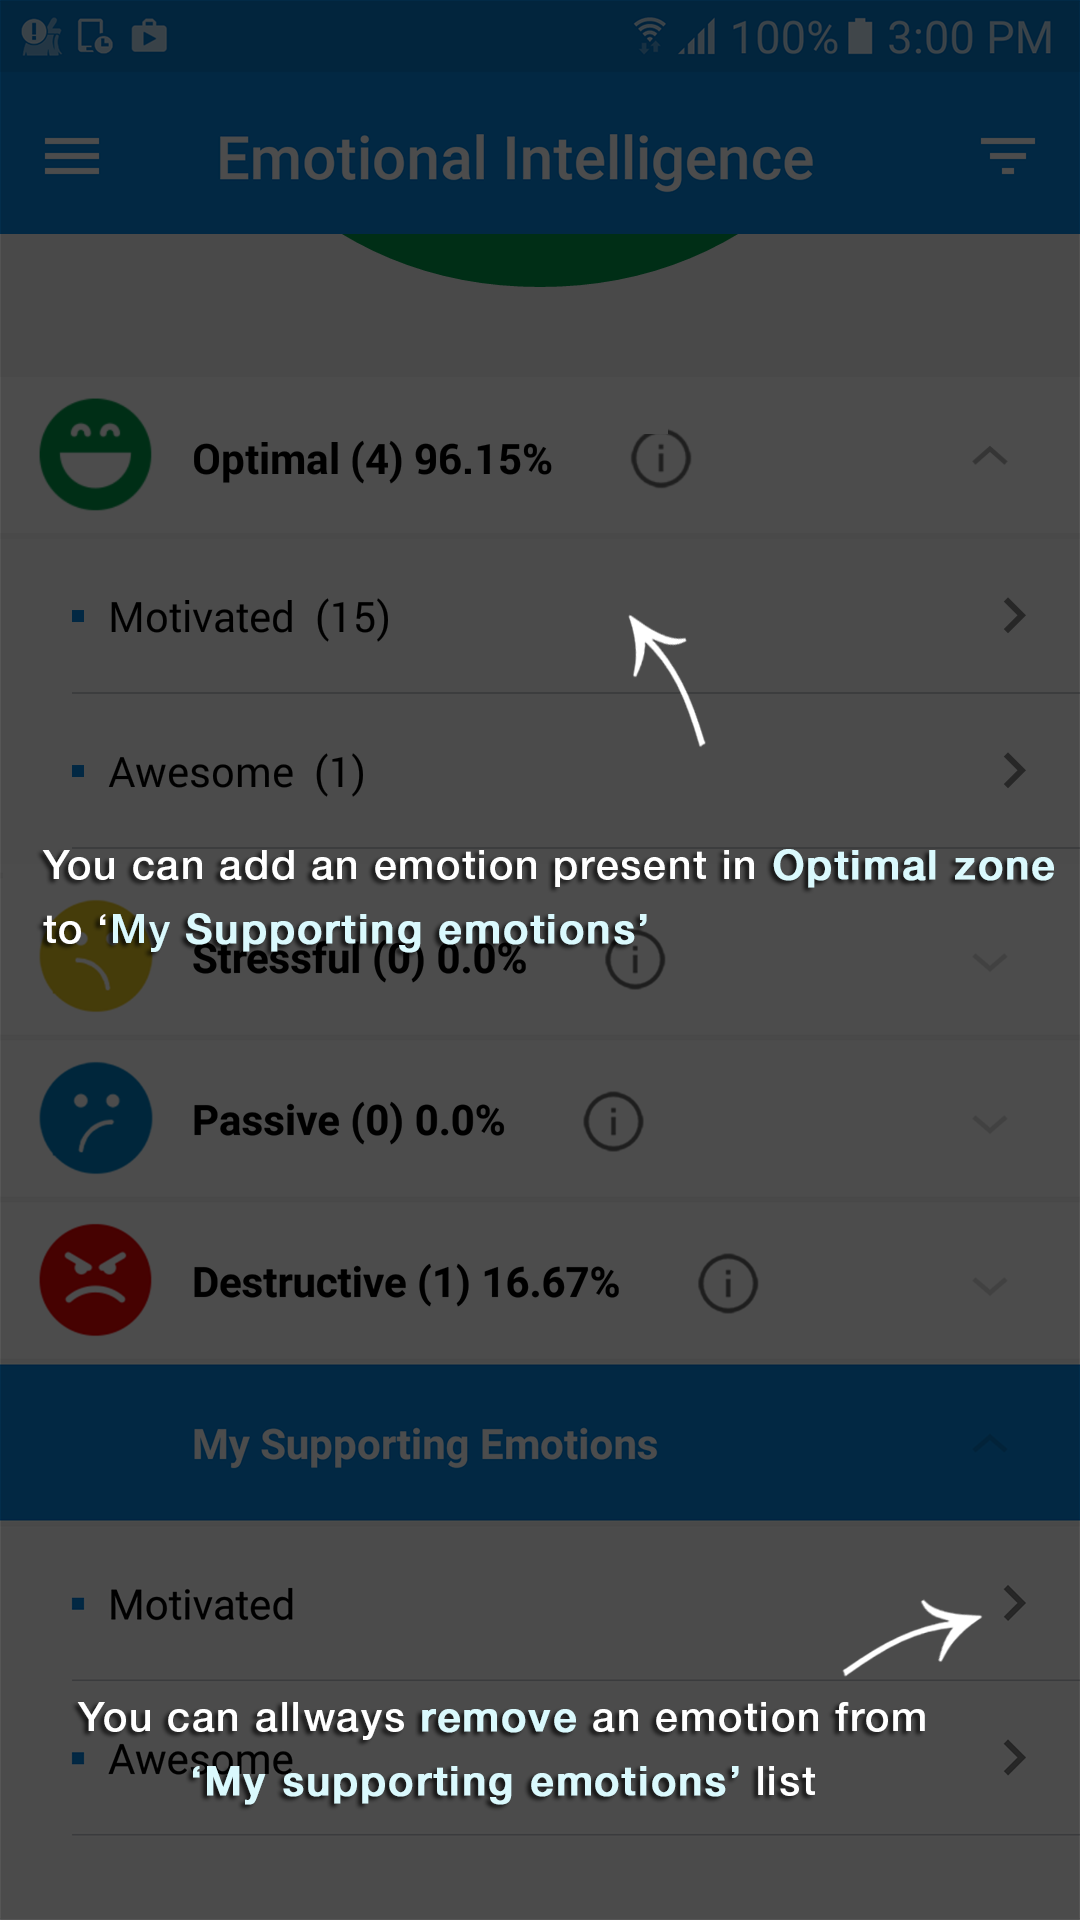 100% 3:00 PM
Emotional Intelligence
Optimal (4) 96.15%
Motivated (15)
Awesome (1)
You can add an emotion present in Optimal zone
to ‘My Supporting emotions’
Stressful (0) 0.0%
Passive (0) 0.0%
Destructive (1) 16.67%
My Supporting Emotions
Motivated
You can allways remove an emotion from
Awesome
‘My supporting emotions’ list